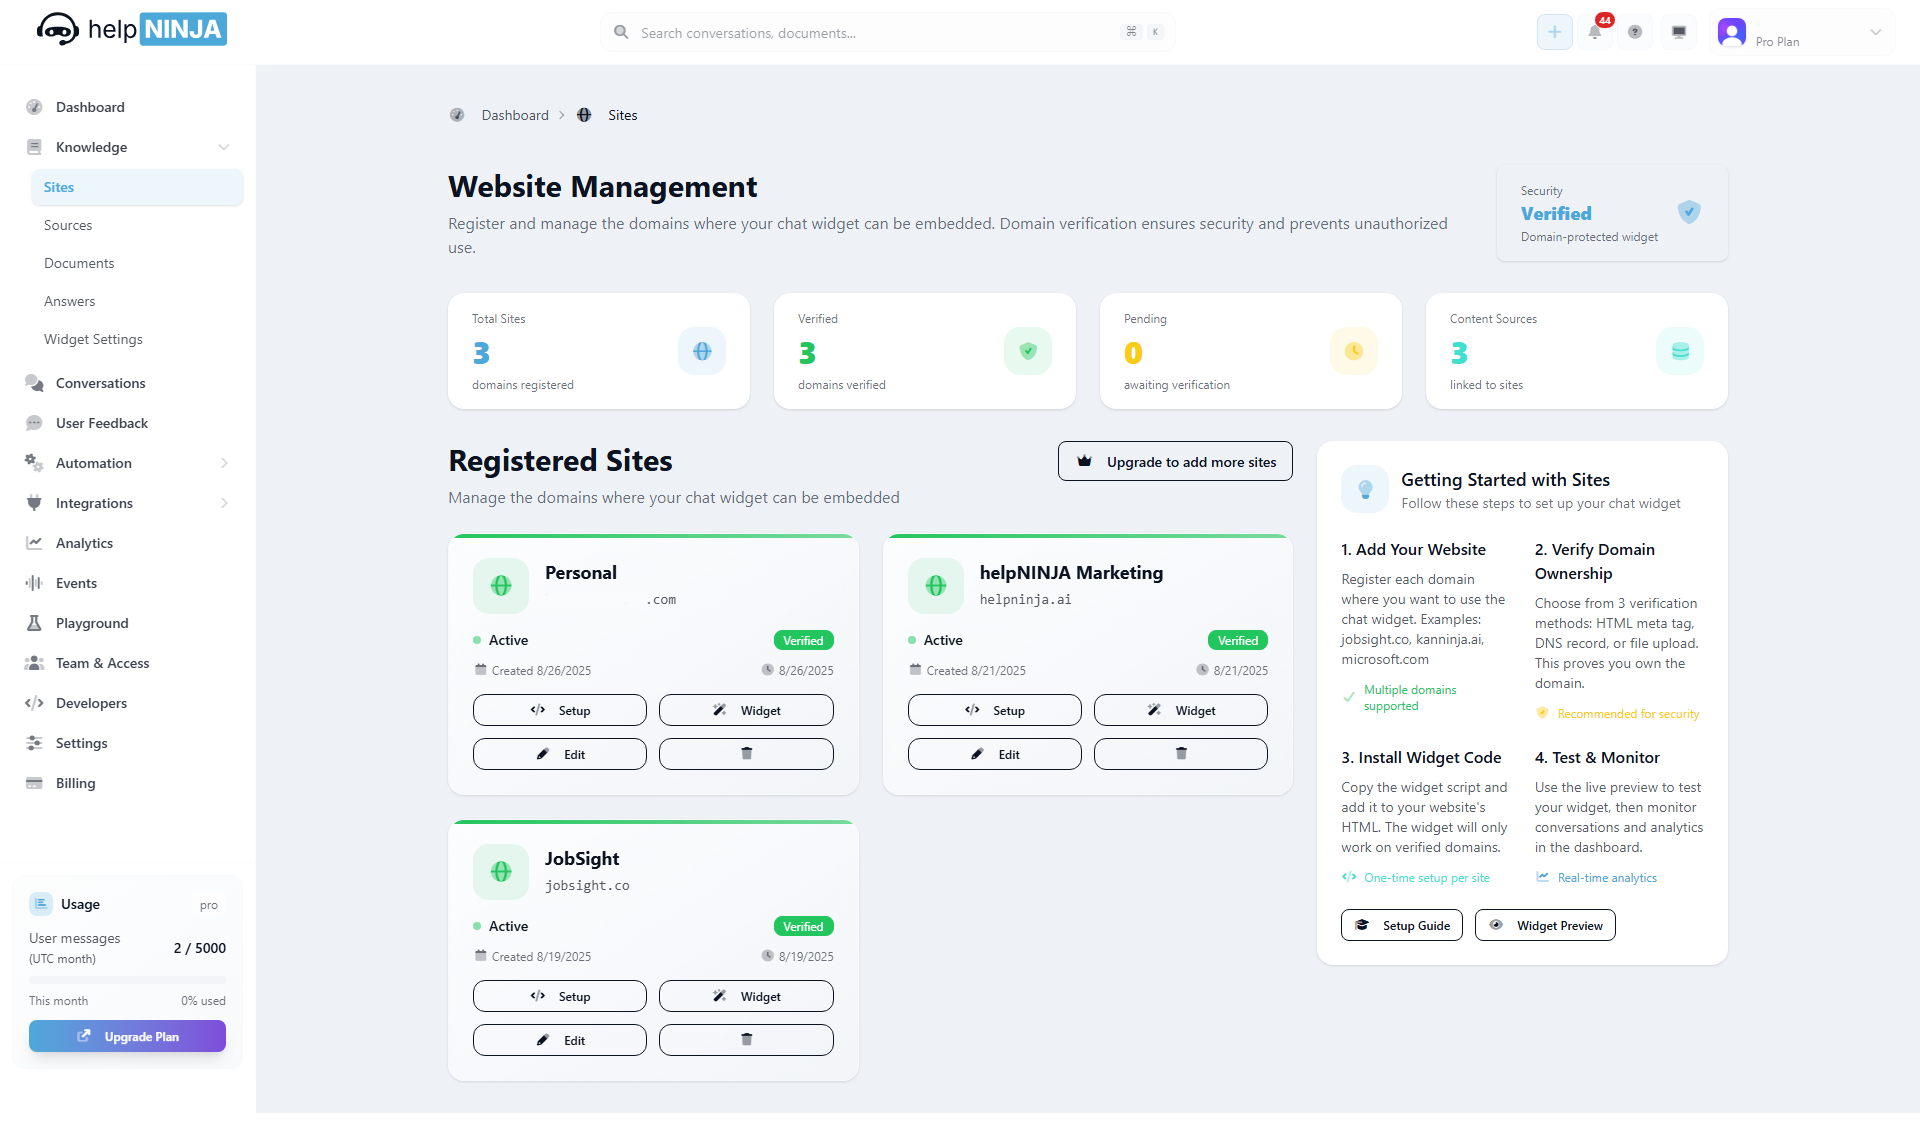 help NINJA
Search conversations, documents...
⌘ K
44
Pro Plan
Dashboard
Knowledge
Sites
Sources
Documents
Answers
Widget Settings
Conversations
User Feedback
Automation
Integrations
Analytics
Events
Playground
Team & Access
Developers
Settings
Billing
Usage
pro
User messages
(UTC month)
2 / 5000
This month
0% used
Upgrade Plan
Dashboard > Sites
Website Management
Register and manage the domains where your chat widget can be embedded. Domain verification ensures security and prevents unauthorized
use.
Security
Verified
Domain-protected widget
Total Sites
3
domains registered
Verified
3
domains verified
Pending
0
awaiting verification
Content Sources
3
linked to sites
Registered Sites
Manage the domains where your chat widget can be embedded
Upgrade to add more sites
Personal
.com
Active
Verified
Created 8/26/2025
8/26/2025
Setup
Widget
Edit
helpNINJA Marketing
helpninja.ai
Active
Verified
Created 8/21/2025
8/21/2025
Setup
Widget
Edit
JobSight
jobsight.co
Active
Verified
Created 8/19/2025
8/19/2025
Setup
Widget
Edit
Getting Started with Sites
Follow these steps to set up your chat widget
1. Add Your Website
Register each domain
where you want to use the
chat widget. Examples:
jobsight.co, kanninja.ai,
microsoft.com
Multiple domains
supported
2. Verify Domain
Ownership
Choose from 3 verification
methods: HTML meta tag,
DNS record, or file upload.
This proves you own the
domain.
Recommended for security
3. Install Widget Code
Copy the widget script and
add it to your website's
HTML. The widget will only
work on verified domains.
One-time setup per site
4. Test & Monitor
Use the live preview to test
your widget, then monitor
conversations and analytics
in the dashboard.
Real-time analytics
Setup Guide
Widget Preview